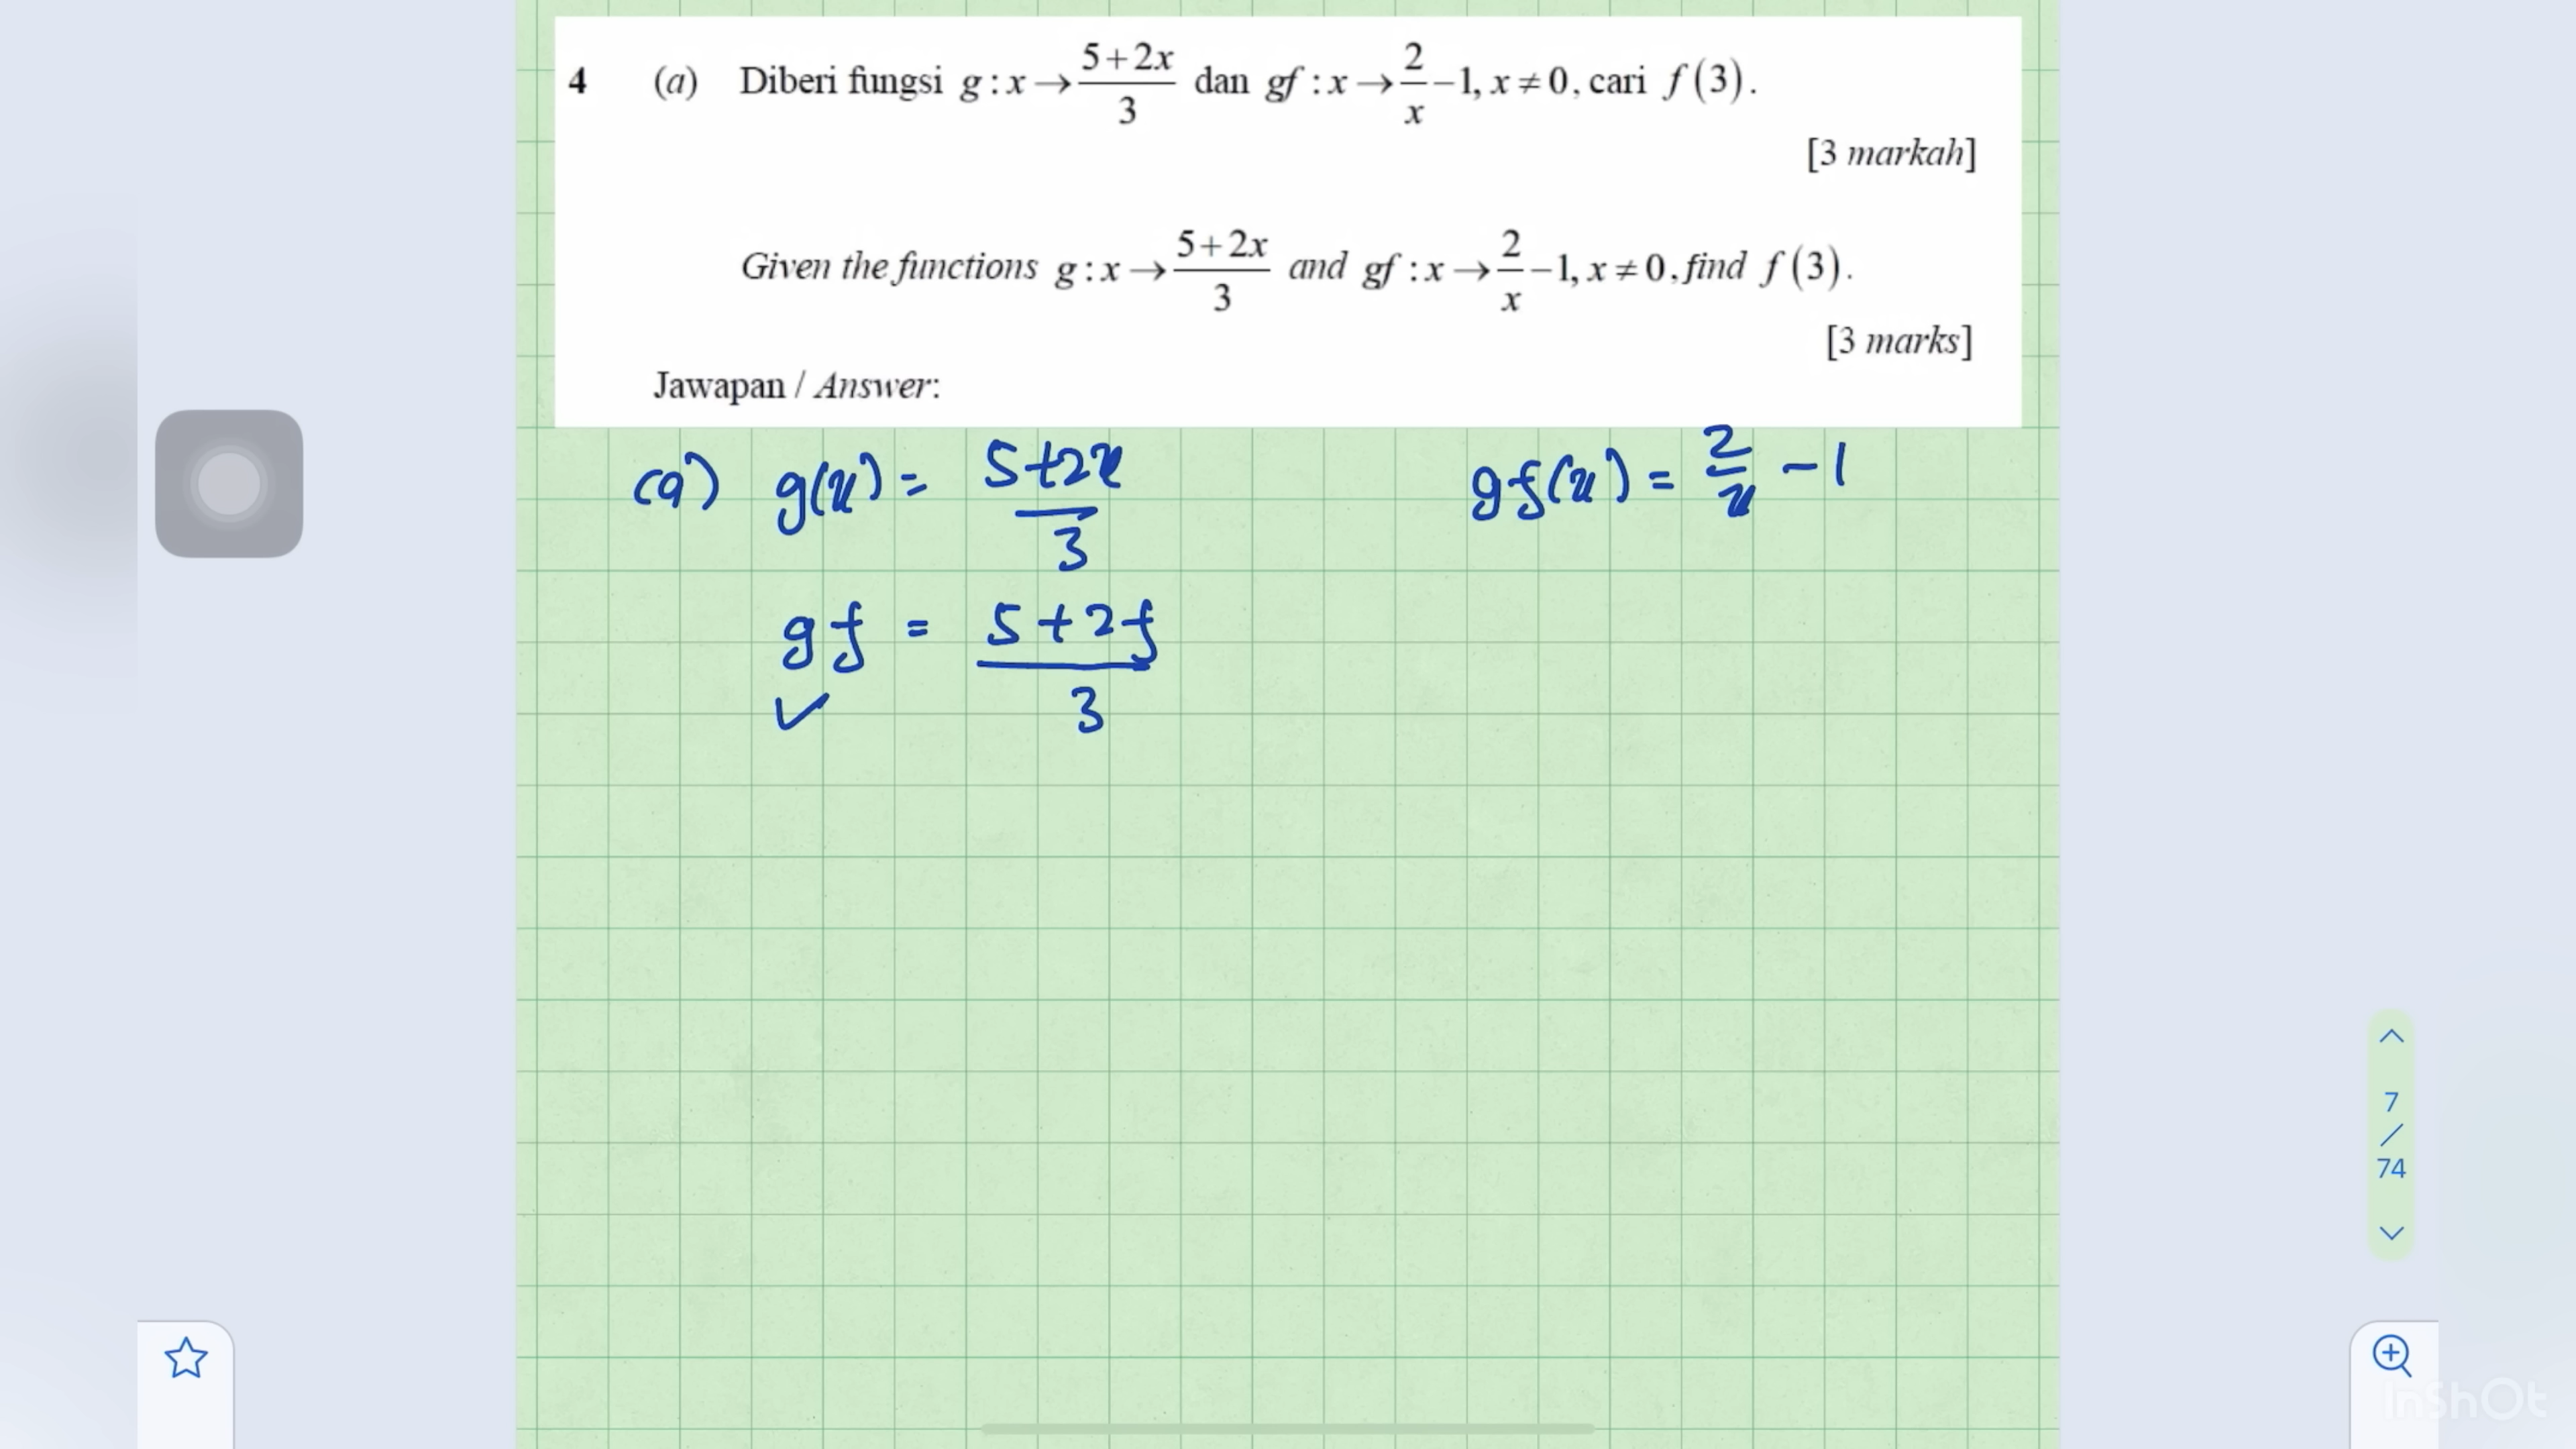 4 (a) Diberi fungsi g : x → (5+2x)/3 dan gf : x → 2/x −1, x ≠ 0, cari f(3).
[3 markah]
Given the functions g : x → (5+2x)/3 and gf : x → 2/x −1, x ≠ 0, find f(3).
[3 marks]
Jawapan / Answer:
(a) g(x) = (5+2x)/3 gf(x) = 2/x − 1
gf = (5+2f)/3
✓
7
/
74
InShOt